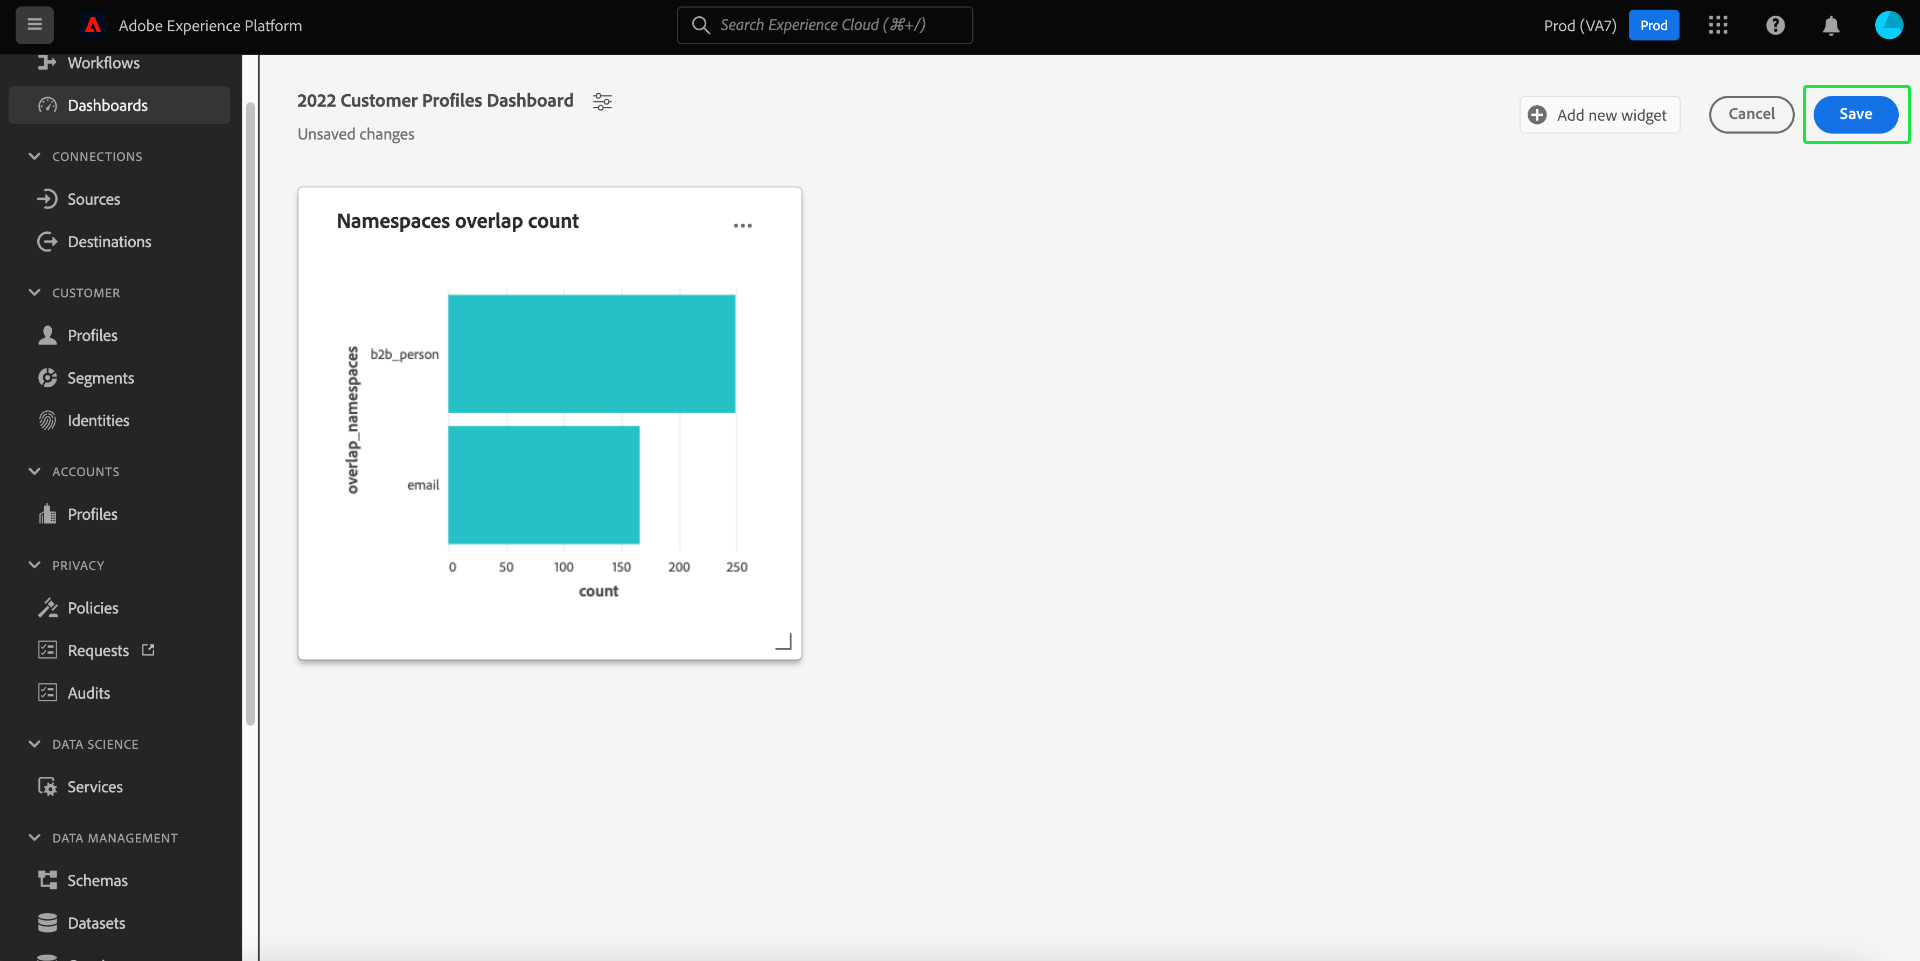 Adobe Experience Platform
Search Experience Cloud (⌘+/)
Prod (VA7)
Prod
Workflows
Dashboards
CONNECTIONS
Sources
Destinations
CUSTOMER
Profiles
Segments
Identities
ACCOUNTS
Profiles
PRIVACY
Policies
Requests
Audits
DATA SCIENCE
Services
DATA MANAGEMENT
Schemas
Datasets
2022 Customer Profiles Dashboard
Unsaved changes
Add new widget
Cancel
Save
Namespaces overlap count
overlap_namespaces
b2b_person
email
0 50 100 150 200 250
count